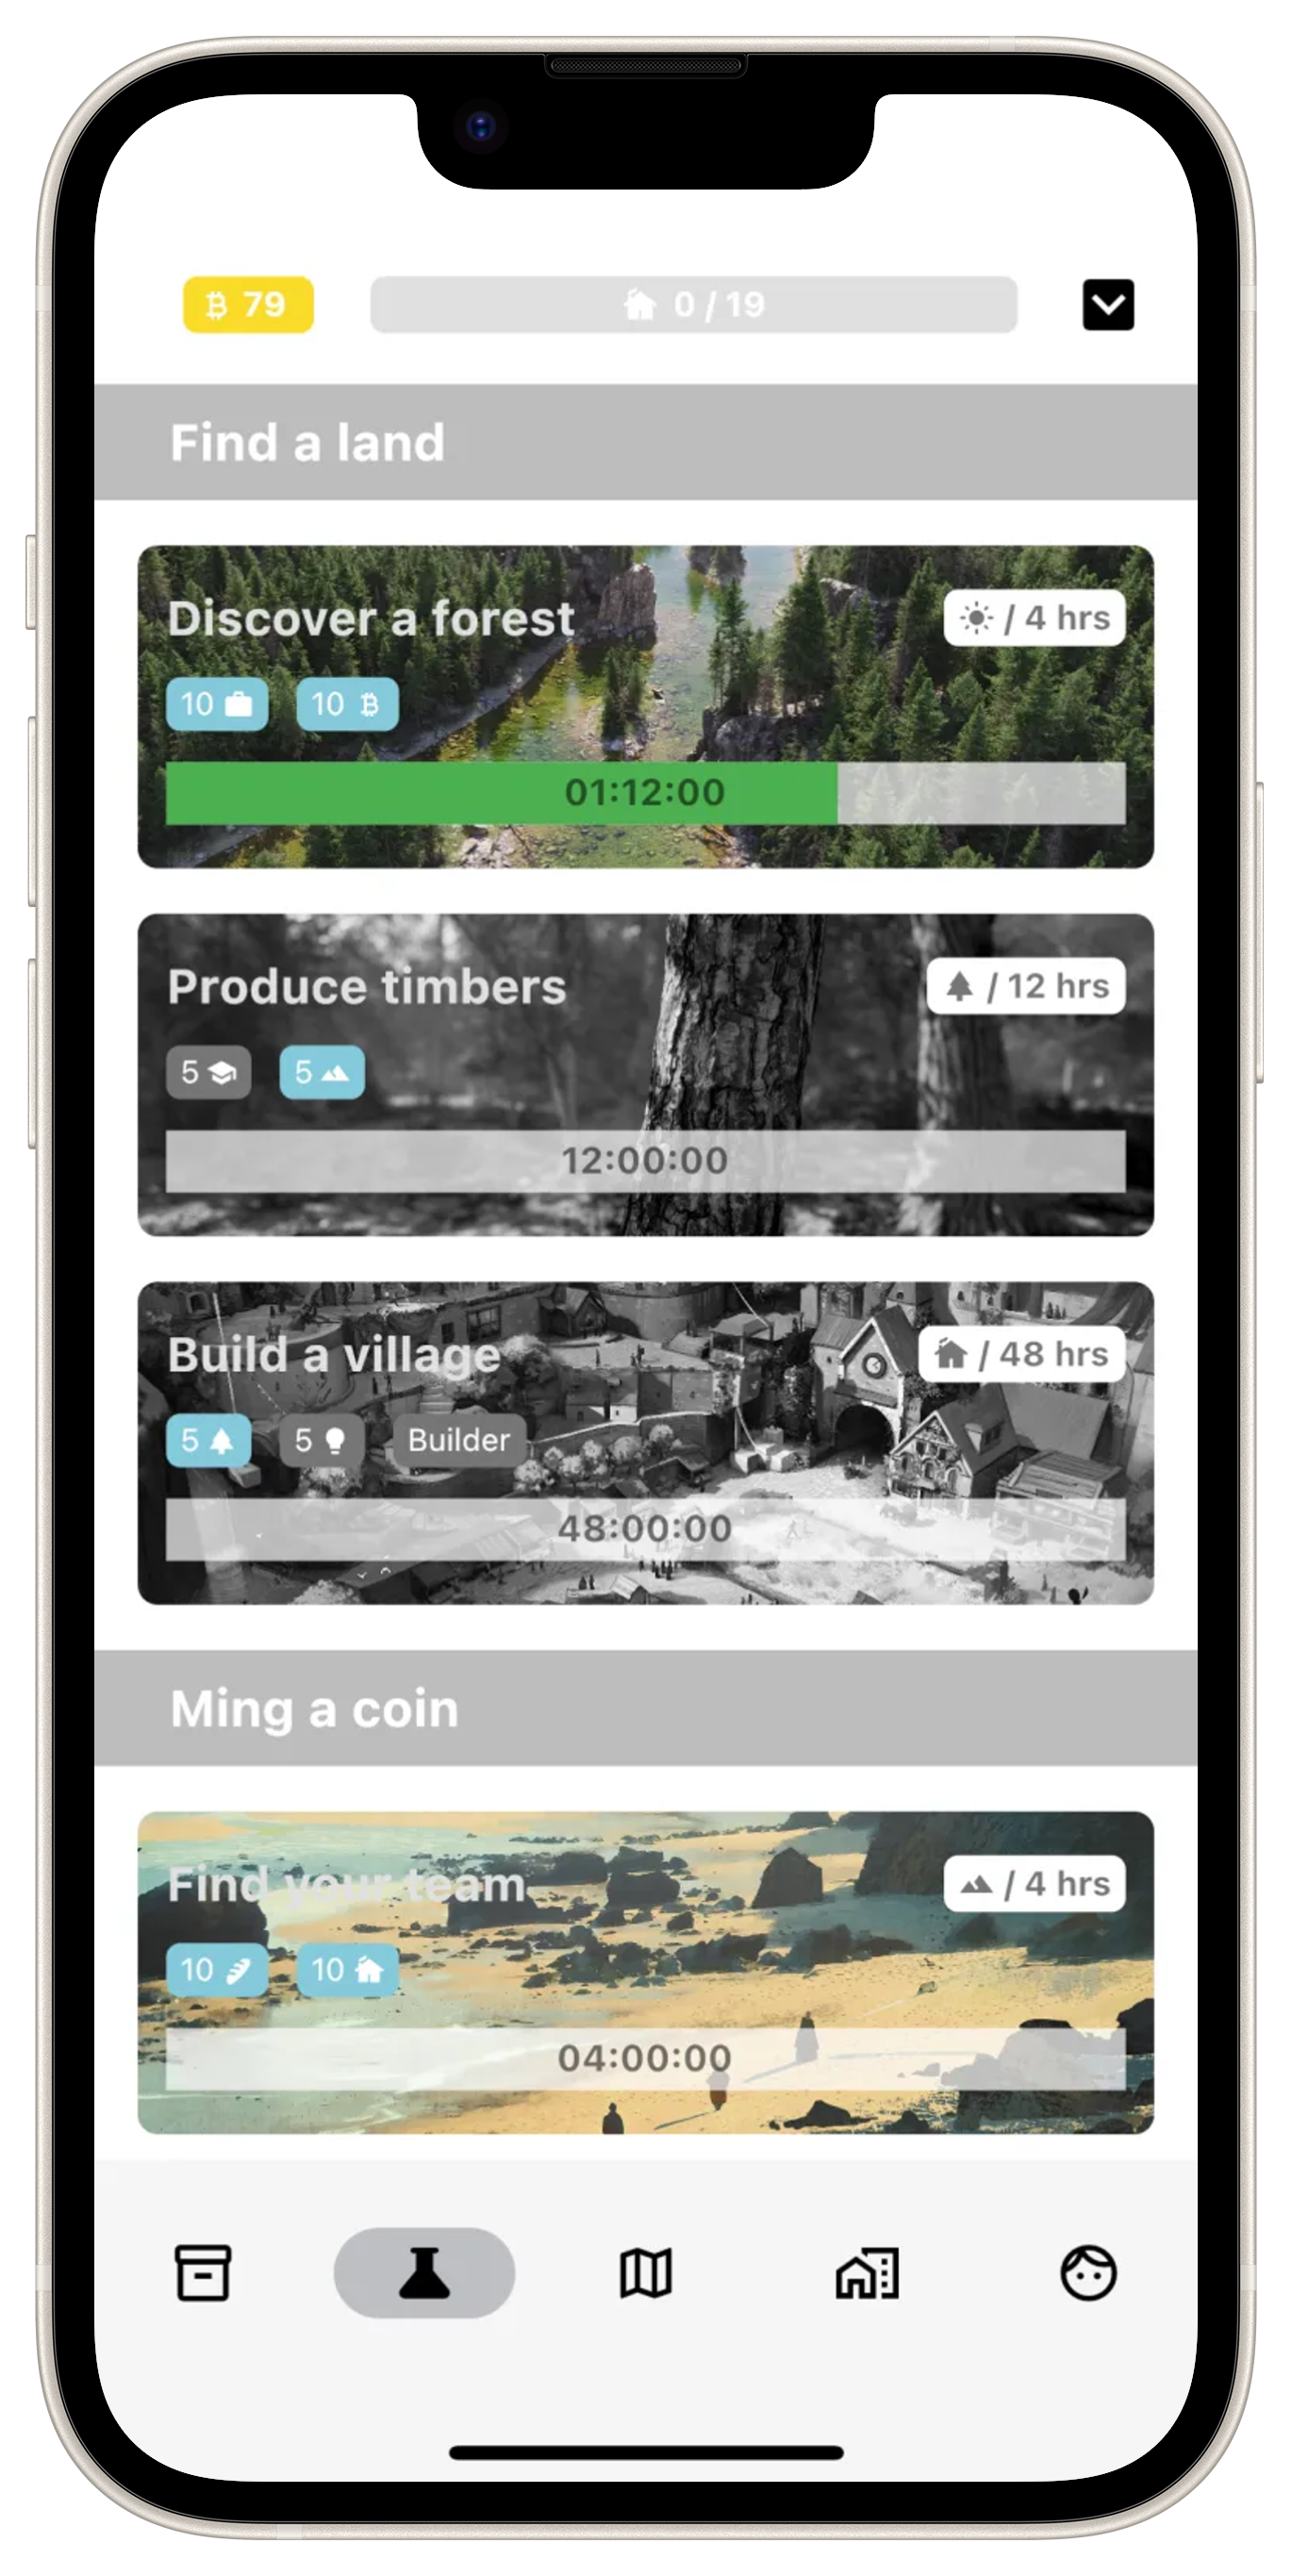 79
0 / 19
Find a land
Discover a forest
/ 4 hrs
10
10
01:12:00
Produce timbers
/ 12 hrs
5
5
12:00:00
Build a village
/ 48 hrs
5
5
Builder
48:00:00
Ming a coin
Find your team
/ 4 hrs
10
10
04:00:00